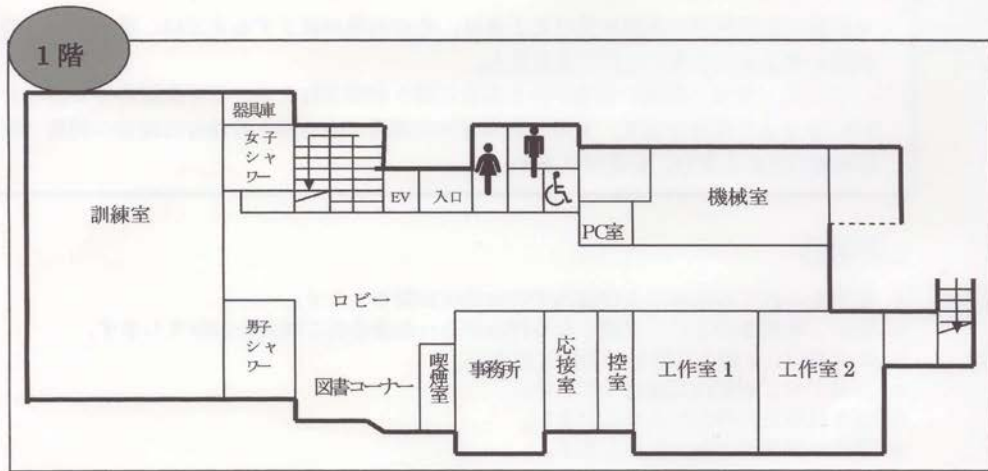 1階
器具庫
女子
シャ
ワー
訓練室
EV
入口
機械室
PC室
ロビー
男子
シャ
ワー
図書コーナー
喫煙室
事務所
応接室
控室
工作室1
工作室2